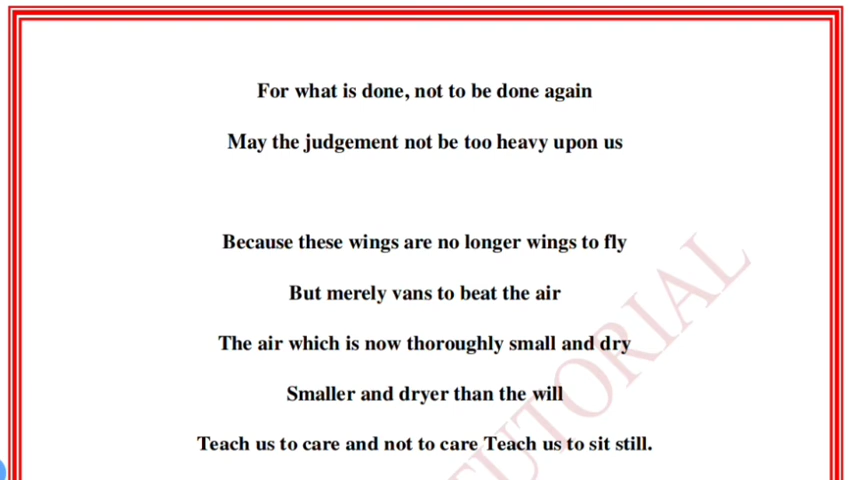 For what is done, not to be done again
May the judgement not be too heavy upon us
Because these wings are no longer wings to fly
But merely vans to beat the air
The air which is now thoroughly small and dry
Smaller and dryer than the will
Teach us to care and not to care Teach us to sit still.
TUTORIAL